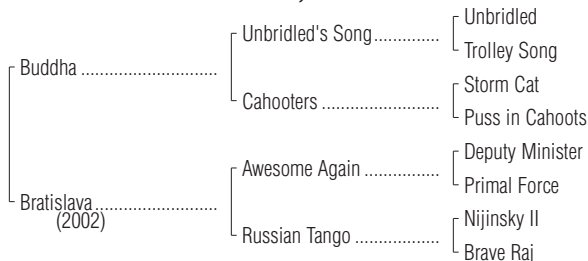 Unbridled
Unbridled's Song..............
Trolley Song
Buddha .............................
Storm Cat
Cahooters .........................
Puss in Cahoots
Deputy Minister
Awesome Again ................
Primal Force
Bratislava..........................
(2002)
Nijinsky II
Russian Tango ..................
Brave Raj